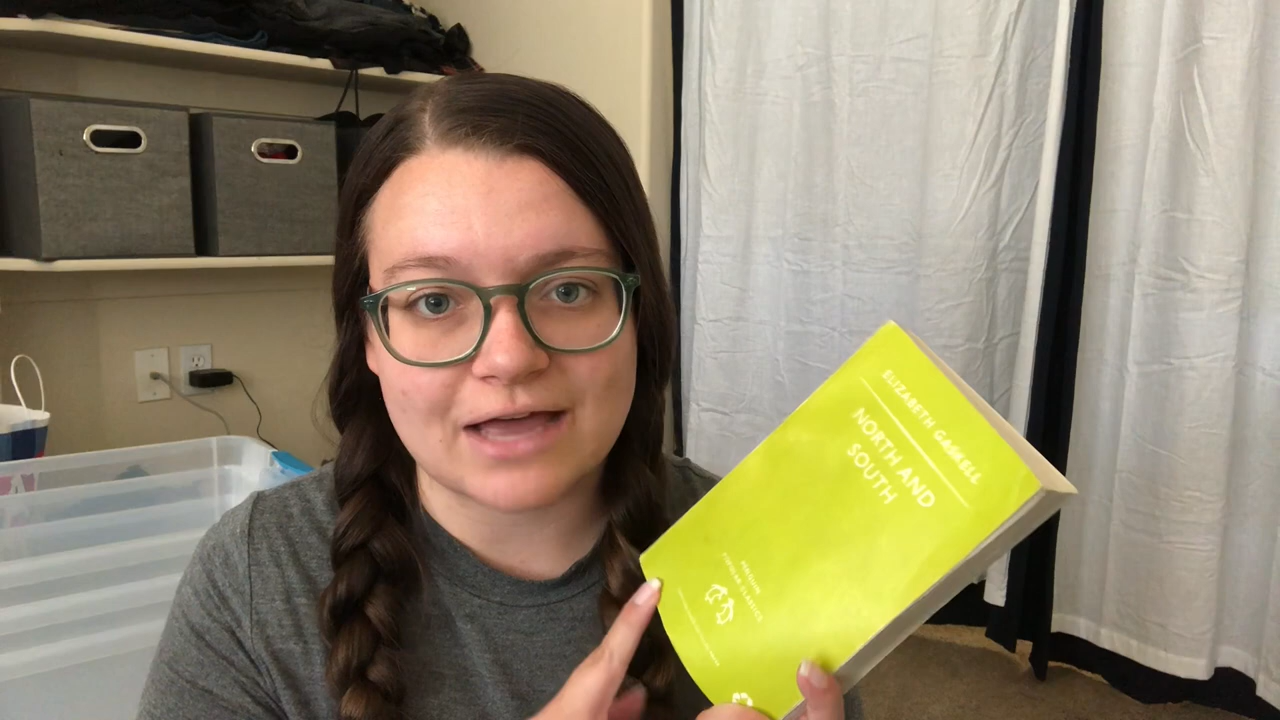 ELIZABETH GASKELL
NORTH AND
SOUTH
PENGUIN
POPULAR CLASSICS